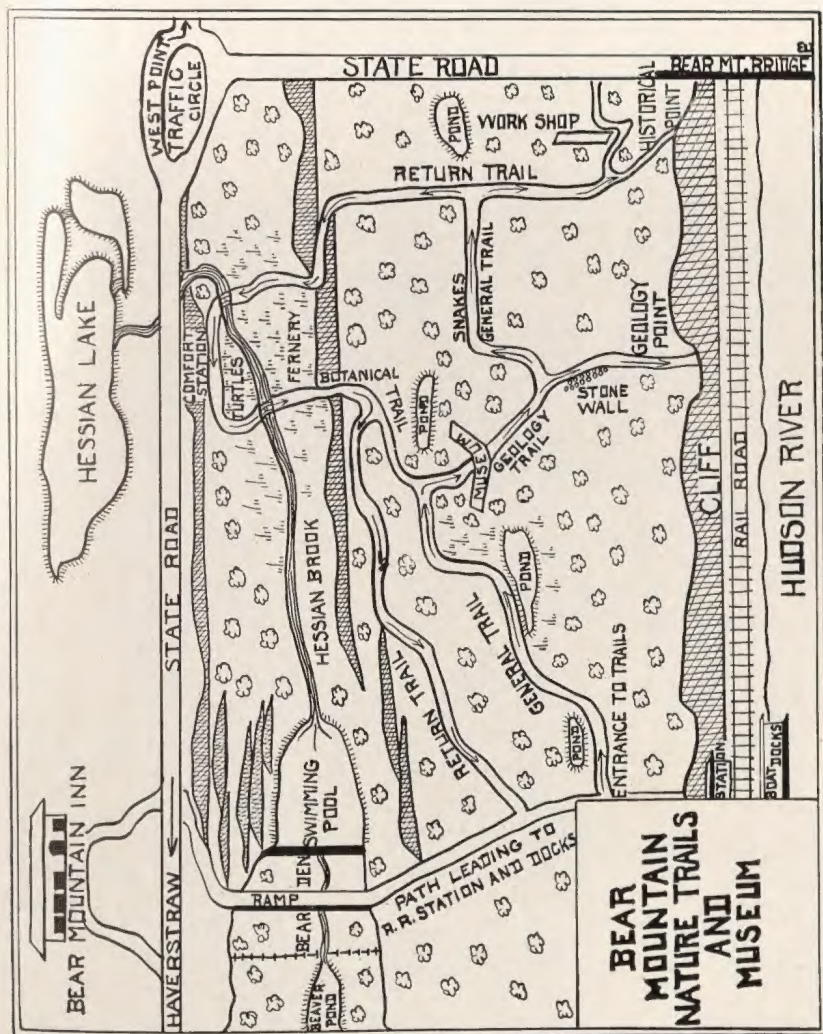 WEST POINT
TRAFFIC
CIRCLE
STATE ROAD
BEAR MT. BRIDGE
HISTORICAL
POINT
POND
WORK SHOP
RETURN TRAIL
HESSIAN LAKE
COMFORT
STATION
TURTLES
FERNERY
BOTANICAL
TRAIL
SNAKES
GENERAL TRAIL
GEOLOGY
POINT
STONE
WALL
POND
MUSEUM
GEOLOGY
TRAIL
CLIFF
RAIL ROAD
HUDSON RIVER
STATE ROAD
HESSIAN BROOK
POND
RETURN TRAIL
GENERAL TRAIL
POND
ENTRANCE TO TRAILS
STATION
BOAT DOCKS
BEAR MOUNTAIN INN
HAVERSTRAW
SWIMMING
POOL
BEAR DEN
RAMP
BEAVER
POND
PATH LEADING TO
R.R. STATION AND DOCKS
BEAR
MOUNTAIN
NATURE TRAILS
AND
MUSEUM